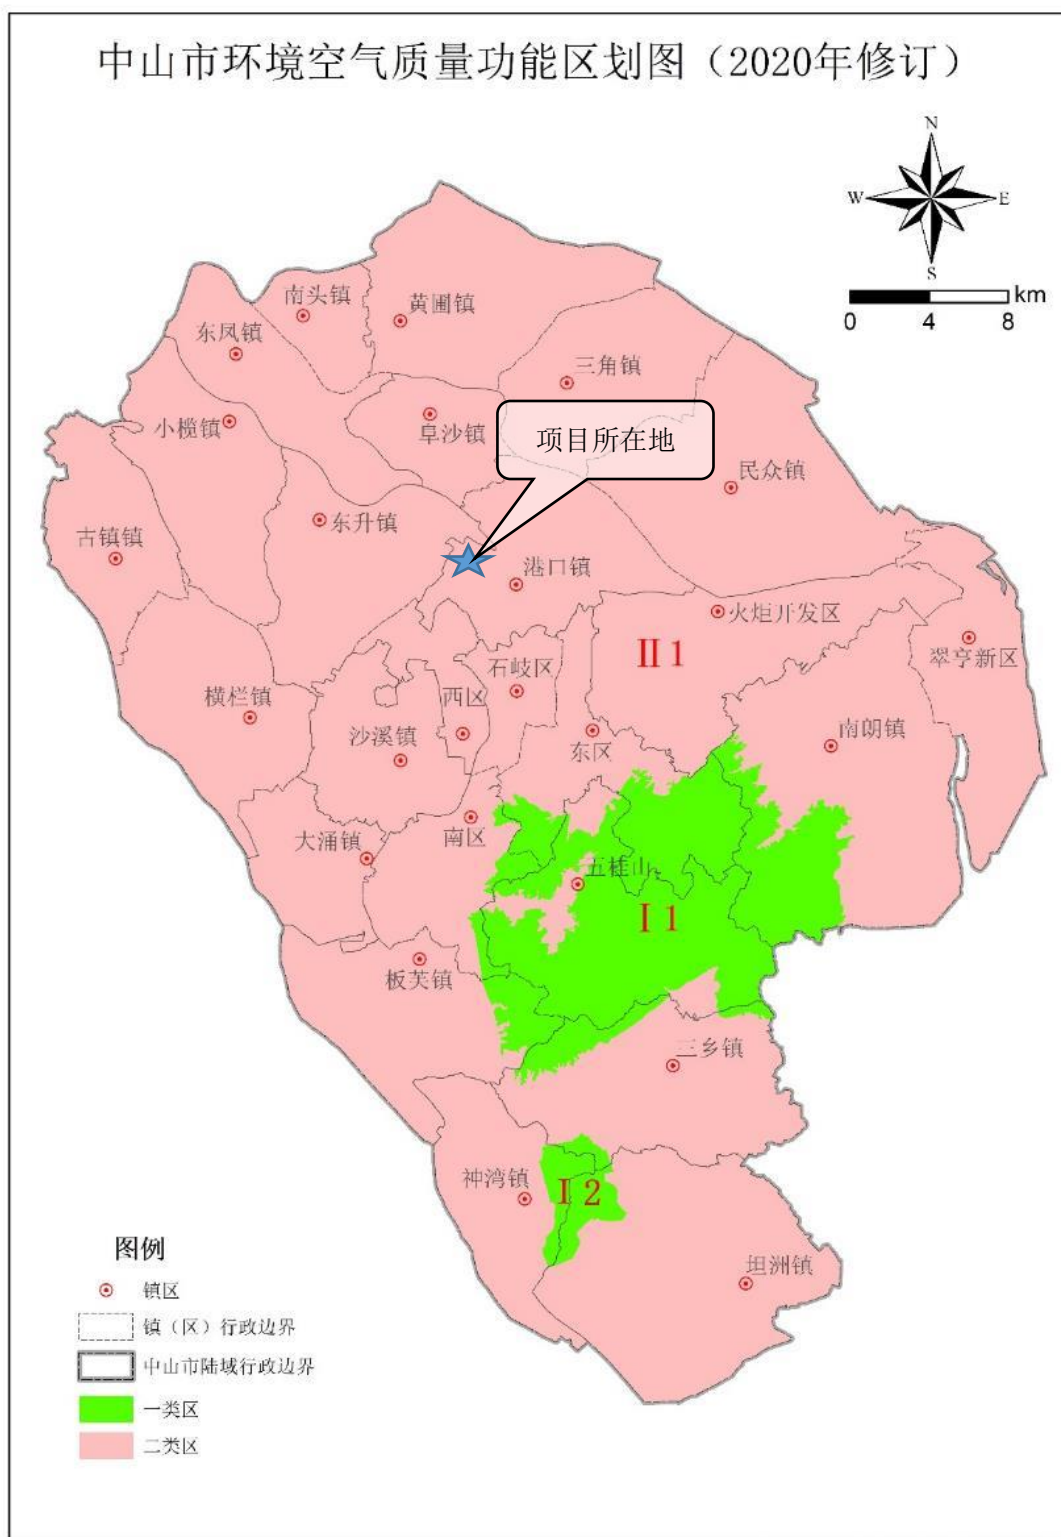 中山市环境空气质量功能区划图（2020年修订）
N
W
E
S
km
0 4 8
南头镇
黄圃镇
东凤镇
三角镇
小榄镇
阜沙镇
项目所在地
民众镇
东升镇
古镇镇
港口镇
火炬开发区
II 1
翠亨新区
石岐区
横栏镇
西区
沙溪镇
东区
南朗镇
南区
大涌镇
五桂山
I 1
板芙镇
三乡镇
神湾镇
I 2
坦洲镇
图例
镇区
镇（区）行政边界
中山市陆域行政边界
一类区
二类区